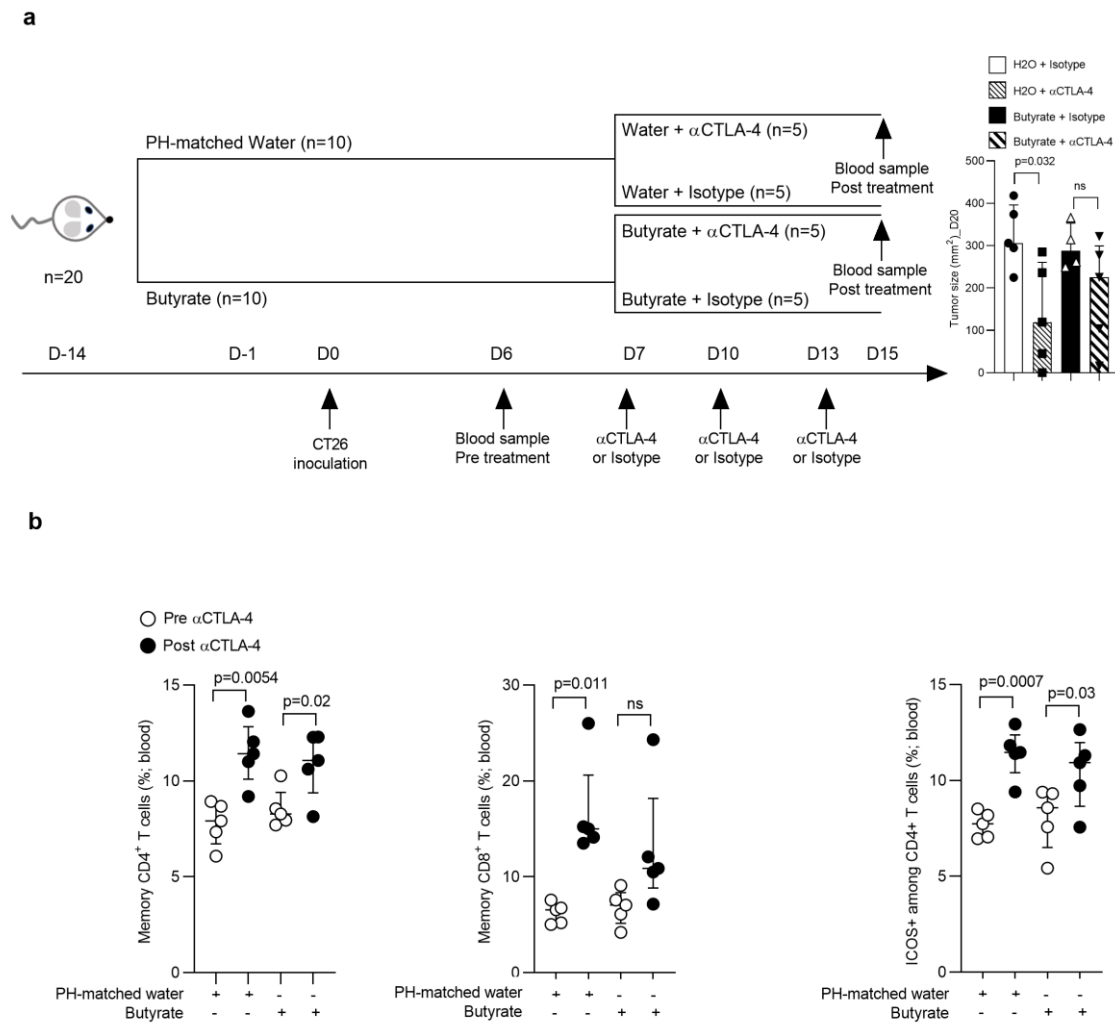 a
H2O + Isotype
H2O + αCTLA-4
Butyrate + Isotype
Butyrate + αCTLA-4
PH-matched Water (n=10)
Water + αCTLA-4 (n=5)
Blood sample
Post treatment
Water + Isotype (n=5)
n=20
Butyrate + αCTLA-4 (n=5)
Blood sample
Post treatment
Butyrate (n=10)
Butyrate + Isotype (n=5)
Tumor size (mm²)_D20
500
400
300
200
100
0
p=0.032
ns
D-14 D-1 D0 D6 D7 D10 D13 D15
CT26
inoculation
Blood sample
Pre treatment
αCTLA-4
or Isotype
αCTLA-4
or Isotype
αCTLA-4
or Isotype
b
Pre αCTLA-4
Post αCTLA-4
Memory CD4⁺ T cells (%; blood)
15
10
5
0
p=0.0054
p=0.02
PH-matched water + + - -
Butyrate - - + +
Memory CD8⁺ T cells (%; blood)
30
20
10
0
p=0.011
ns
PH-matched water + + - -
Butyrate - - + +
ICOS+ among CD4+ T cells (%; blood)
15
10
5
0
p=0.0007
p=0.03
PH-matched water + + - -
Butyrate - - + +